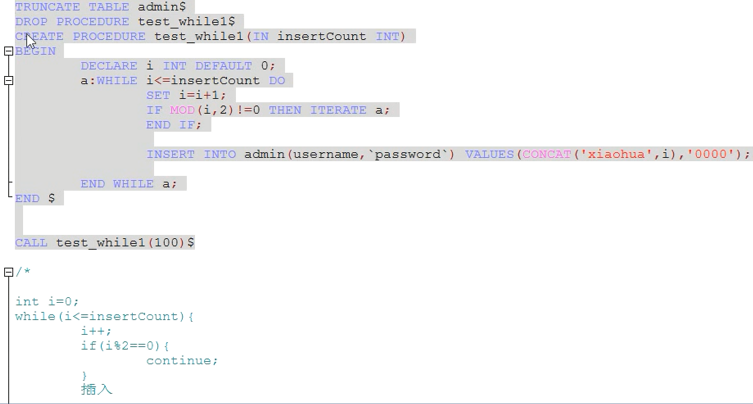 TRUNCATE TABLE admin$
DROP PROCEDURE test_while1$
CREATE PROCEDURE test_while1(IN insertCount INT)
BEGIN
DECLARE i INT DEFAULT 0;
a:WHILE i<=insertCount DO
SET i=i+1;
IF MOD(i,2)!=0 THEN ITERATE a;
END IF;
INSERT INTO admin(username,`password`) VALUES(CONCAT('xiaohua',i),'0000');
END WHILE a;
END $
CALL test_while1(100)$
/*
int i=0;
while(i<=insertCount){
i++;
if(i%2==0){
continue;
}
插入